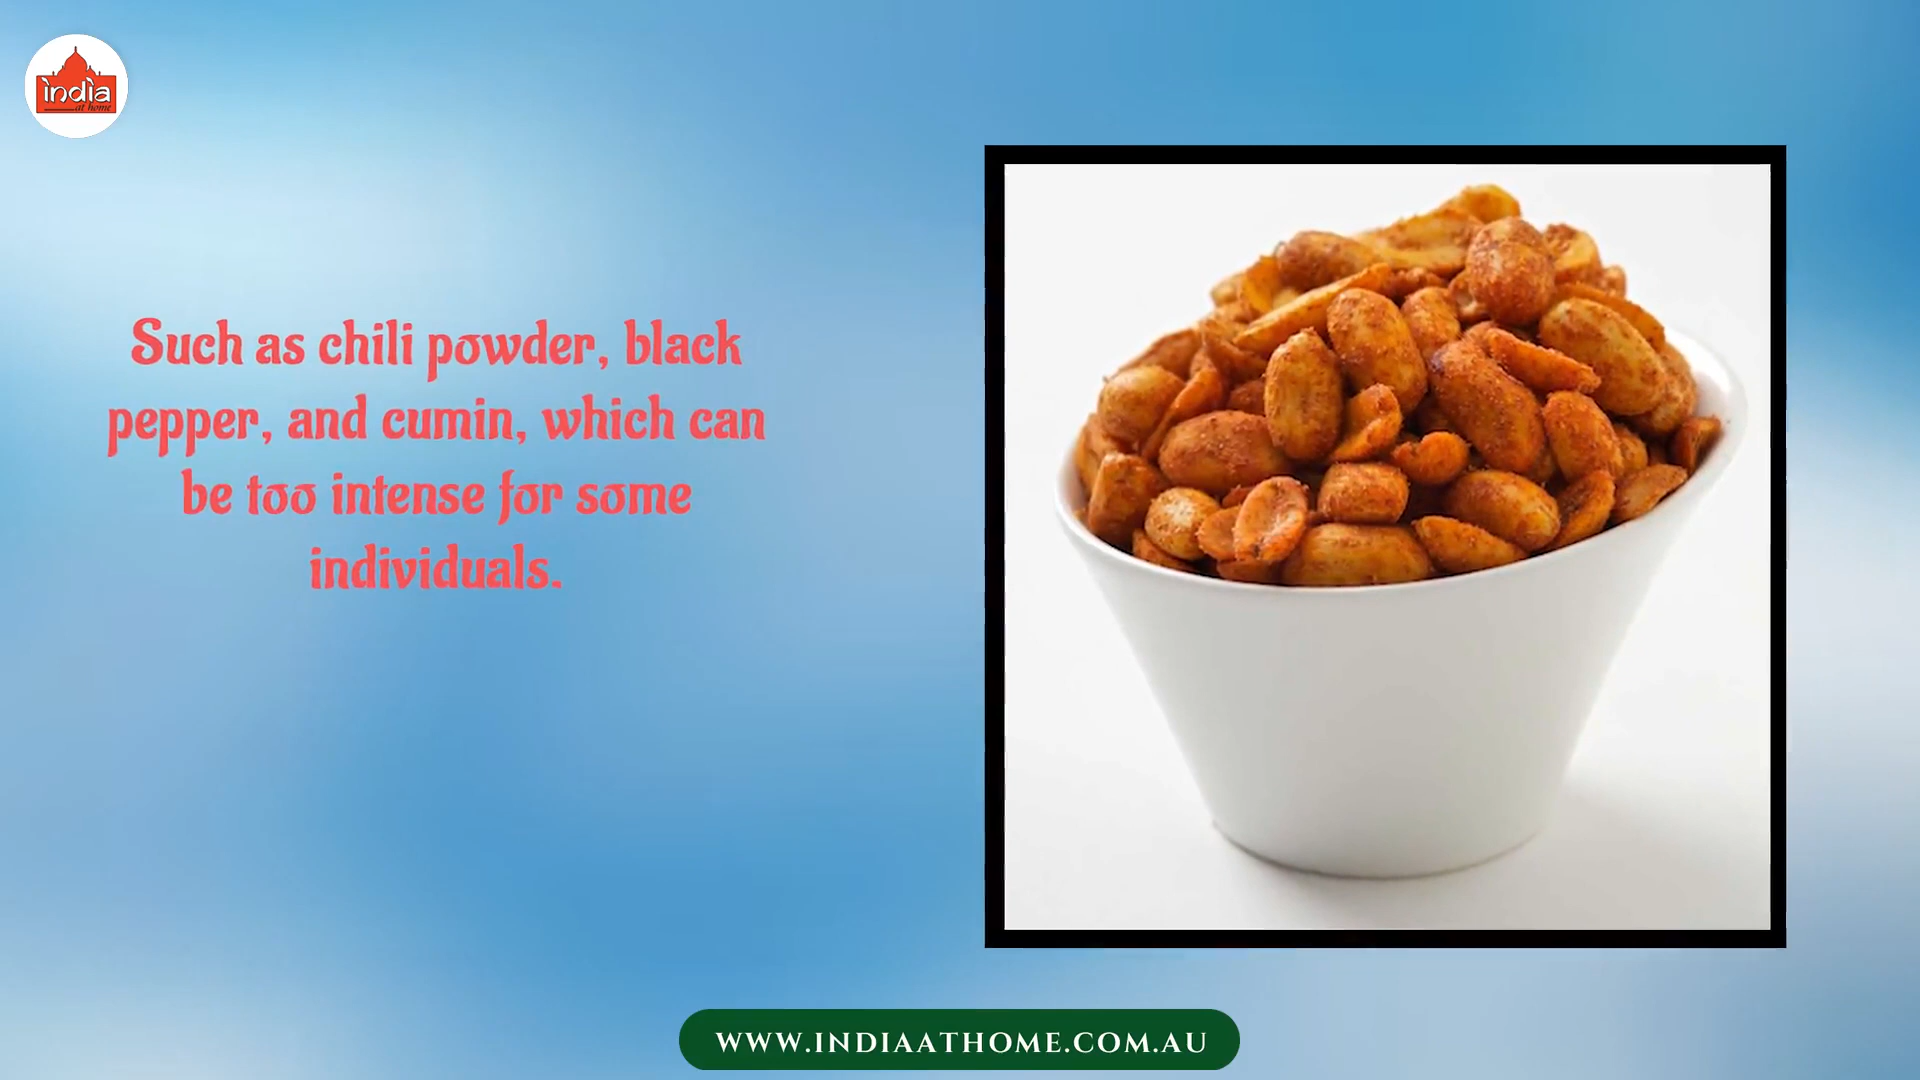 india
at home
Such as chili powder, black
pepper, and cumin, which can
be too intense for some
individuals.
WWW.INDIAATHOME.COM.AU